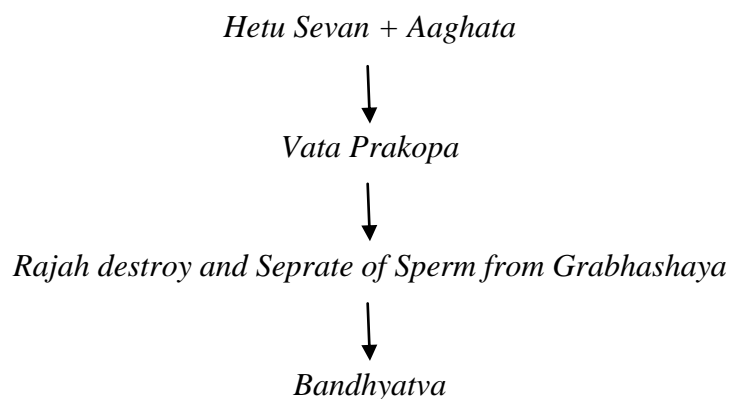 Hetu Sevan + Aaghata
Vata Prakopa
Rajah destroy and Seprate of Sperm from Grabhashaya
Bandhyatva